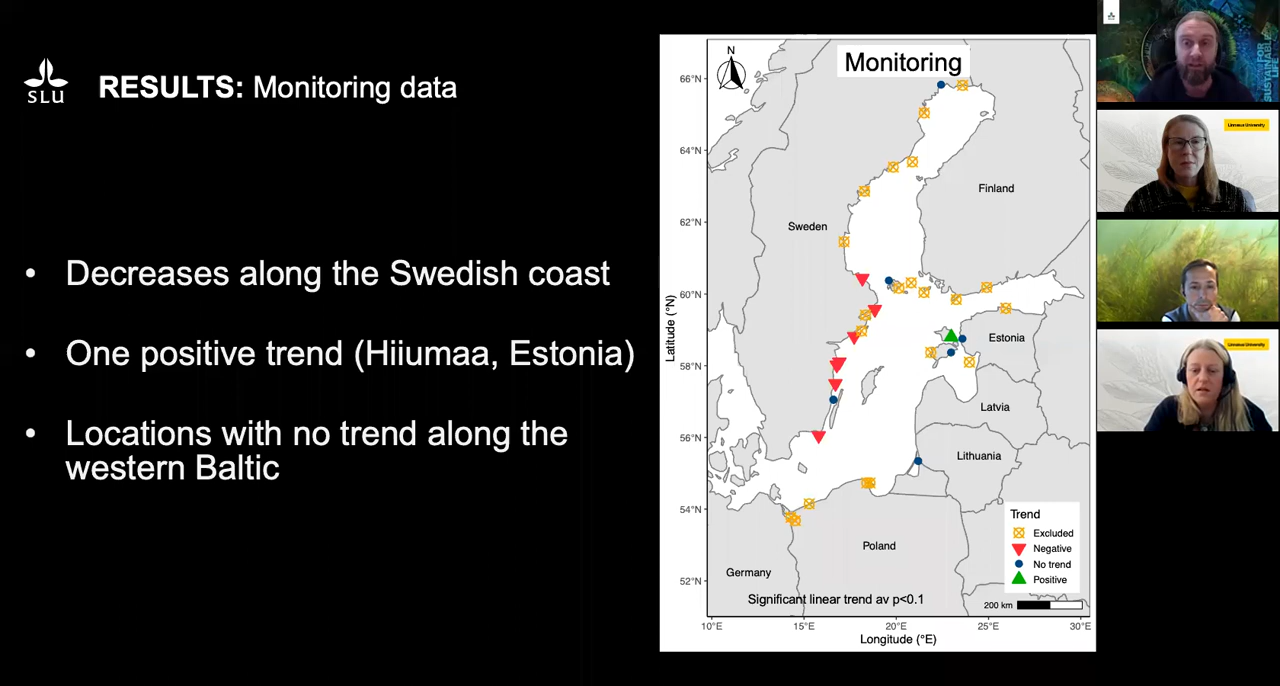 SLU
RESULTS: Monitoring data
• Decreases along the Swedish coast
• One positive trend (Hiiumaa, Estonia)
• Locations with no trend along the
western Baltic
Monitoring
N
66°N
64°N
62°N
60°N
58°N
56°N
54°N
52°N
Latitude (°N)
Finland
Sweden
Estonia
Latvia
Lithuania
Poland
Germany
Trend
Excluded
Negative
No trend
Positive
Significant linear trend av p<0.1
200 km
10°E
15°E
20°E
25°E
30°E
Longitude (°E)
FOR
SUSTAINABLE
LIFE
Linnaeus University
Linnaeus University